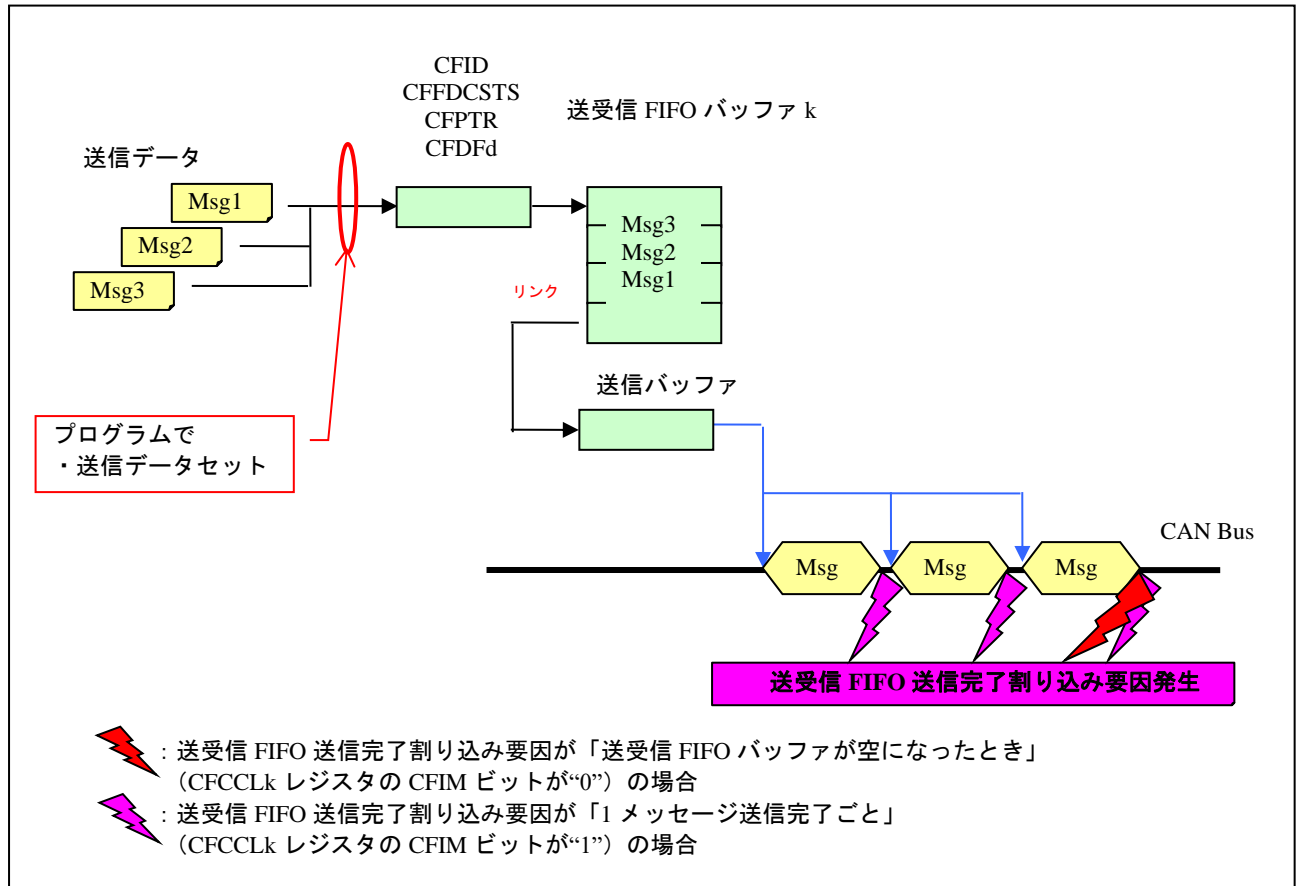 CFID
CFFDCSTS
CFPTR
CFDFd
送受信 FIFO バッファ k
送信データ
Msg1
Msg2
Msg3
Msg3
Msg2
Msg1
リンク
送信バッファ
プログラムで
・送信データセット
CAN Bus
Msg
Msg
Msg
送受信 FIFO 送信完了割り込み要因発生
：送受信 FIFO 送信完了割り込み要因が「送受信 FIFO バッファが空になったとき」
（CFCCLk レジスタの CFIM ビットが“0”）の場合
：送受信 FIFO 送信完了割り込み要因が「1 メッセージ送信完了ごと」
（CFCCLk レジスタの CFIM ビットが“1”）の場合